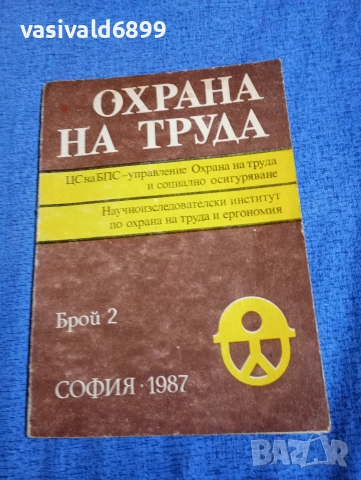 vasivald6899
ОХРАНА
НА ТРУДА
ЦС на БПС – управление Охрана на труда
и социално осигуряване
Научноизследователски институт
по охрана на труда и ергономия
Брой 2
СОФИЯ · 1987
BAZAR